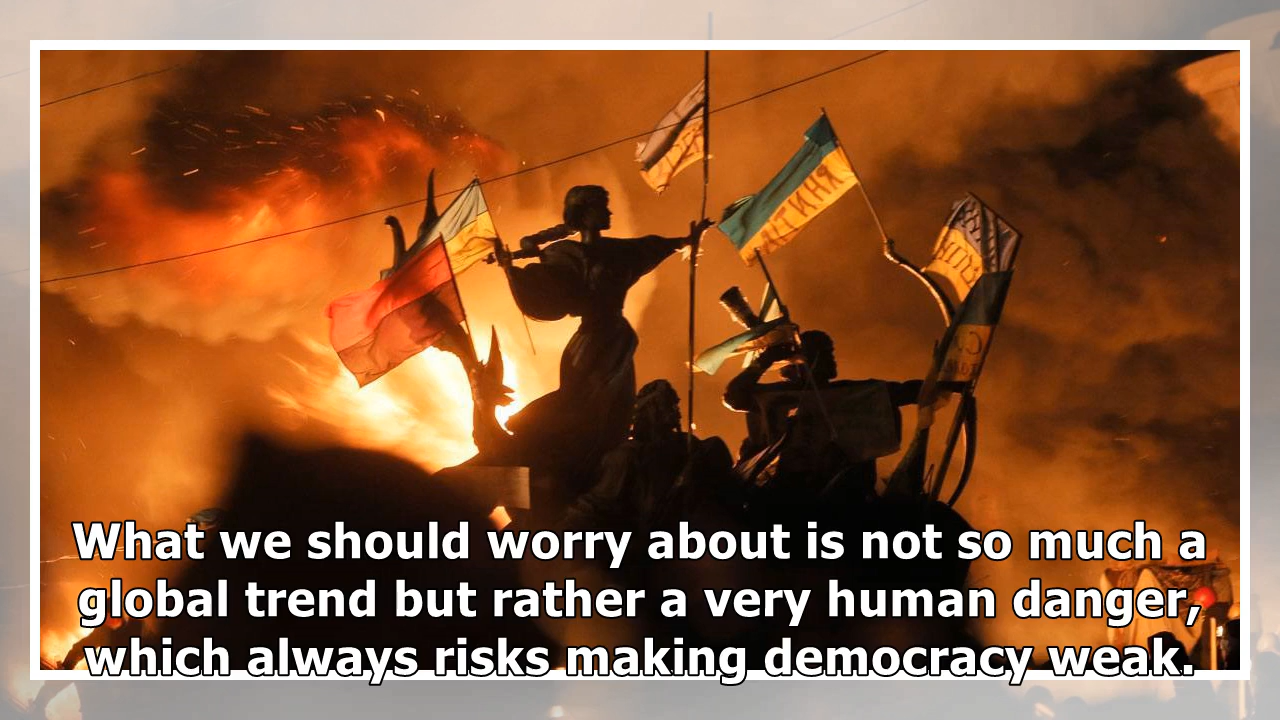 What we should worry about is not so much a
global trend but rather a very human danger,
which always risks making democracy weak.